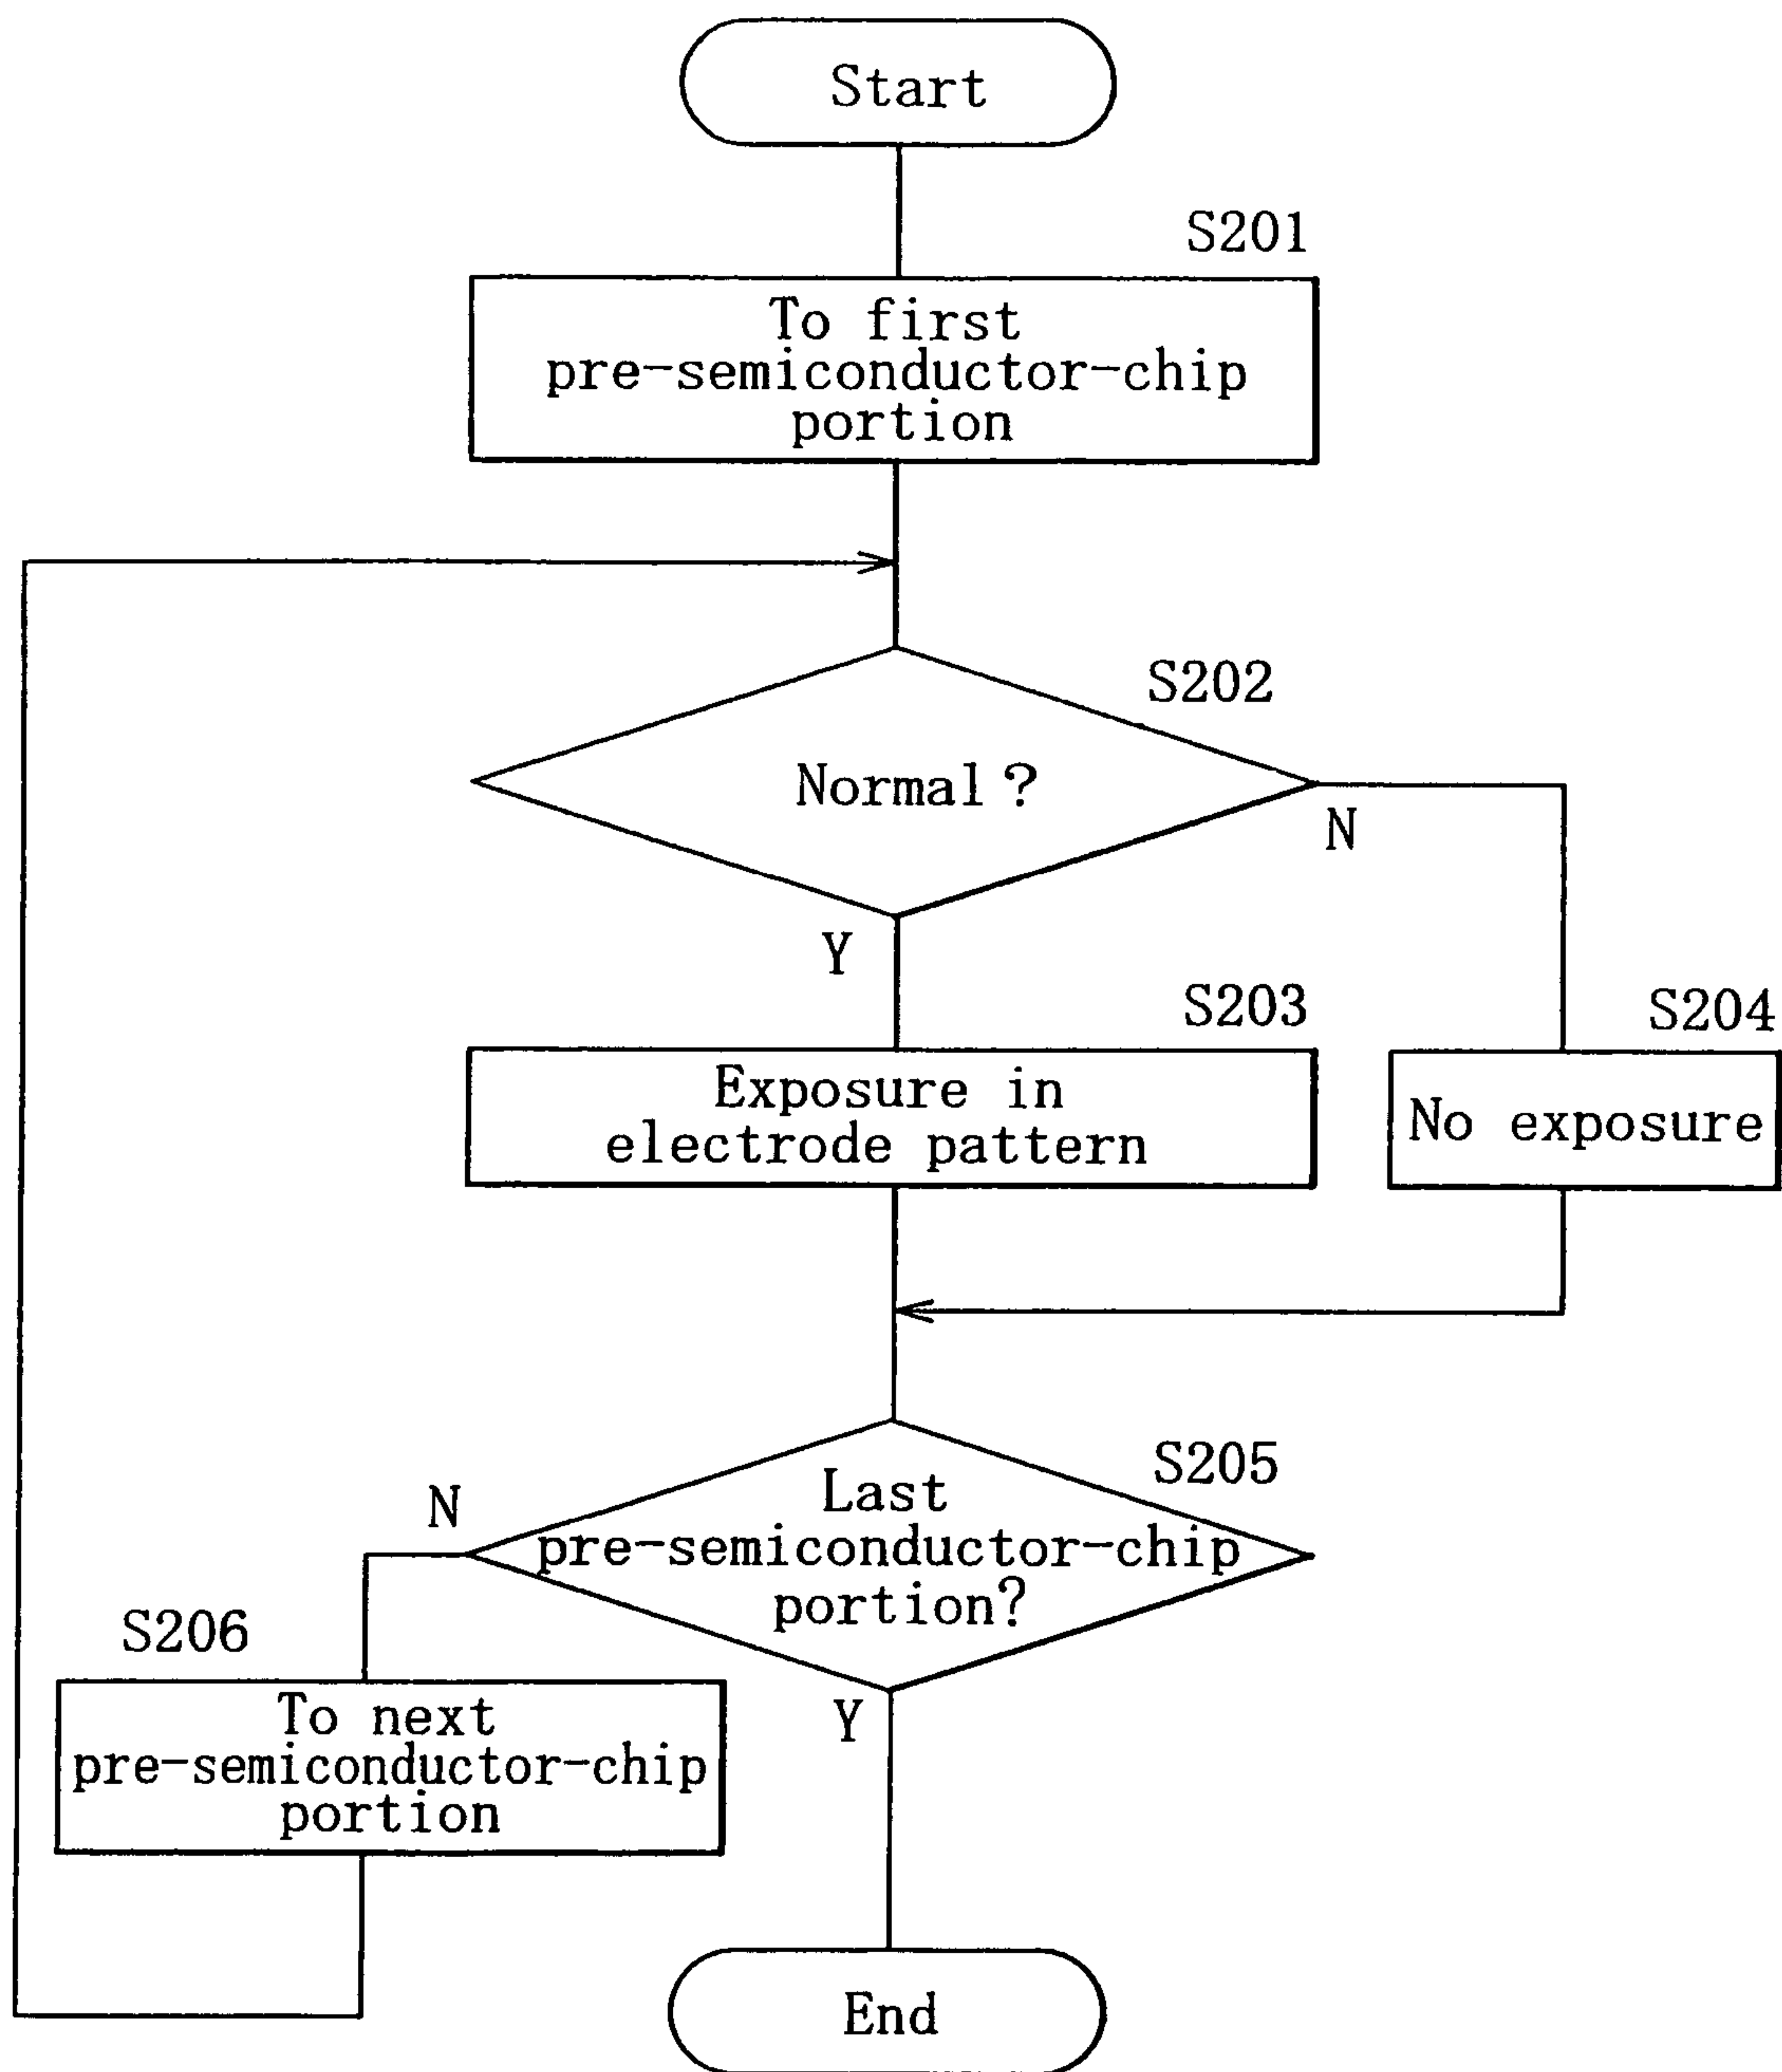 Start
S201
To first
pre-semiconductor-chip
portion
S202
Normal?
N
Y
S203
S204
Exposure in
electrode pattern
No exposure
S205
N
Last
pre-semiconductor-chip
portion?
S206
Y
To next
pre-semiconductor-chip
portion
End